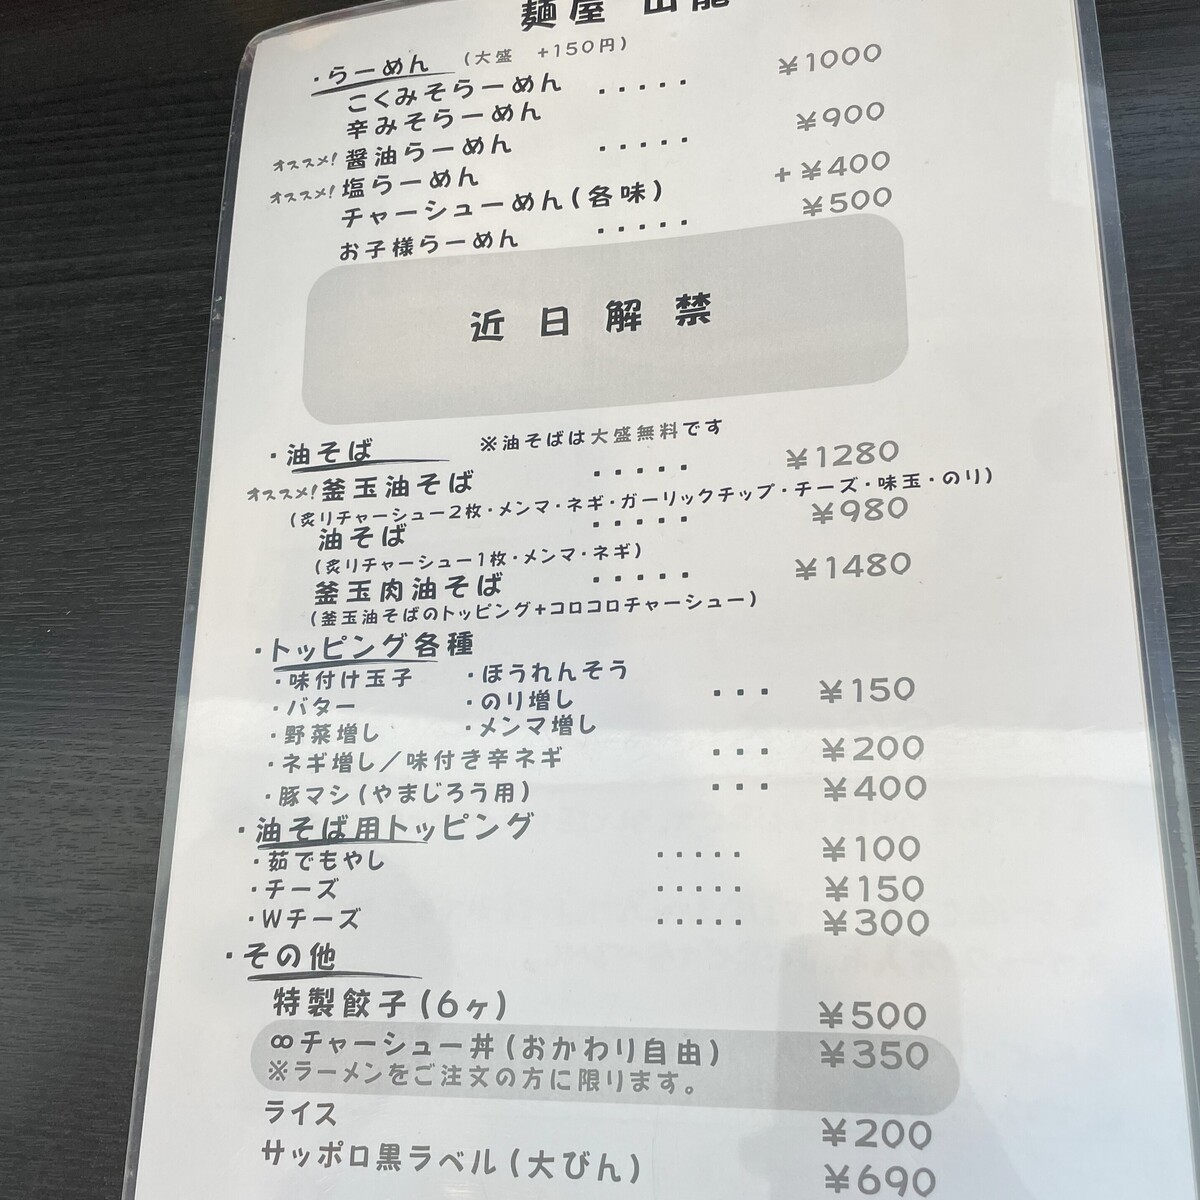 麺屋 山龍
・らーめん (大盛 +150円)
こくみそらーめん ..... ¥1000
辛みそらーめん
オススメ! 醤油らーめん ..... ¥900
オススメ! 塩らーめん
チャーシューめん(各味) +¥400
お子様らーめん ..... ¥500
近日解禁
・油そば ※油そばは大盛無料です
オススメ! 釜玉油そば ..... ¥1280
(炙りチャーシュー2枚・メンマ・ネギ・ガーリックチップ・チーズ・味玉・のり)
油そば ..... ¥980
(炙りチャーシュー1枚・メンマ・ネギ)
釜玉肉油そば ..... ¥1480
(釜玉油そばのトッピング+コロコロチャーシュー)
・トッピング各種
・味付け玉子 ・ほうれんそう
・バター ・のり増し ... ¥150
・野菜増し ・メンマ増し
・ネギ増し/味付き辛ネギ ... ¥200
・豚マシ(やまじろう用) ... ¥400
・油そば用トッピング
・茹でもやし ..... ¥100
・チーズ ..... ¥150
・Wチーズ ..... ¥300
・その他
特製餃子(6ヶ) ¥500
∞チャーシュー丼(おかわり自由) ¥350
※ラーメンをご注文の方に限ります。
ライス ¥200
サッポロ黒ラベル(大びん) ¥690